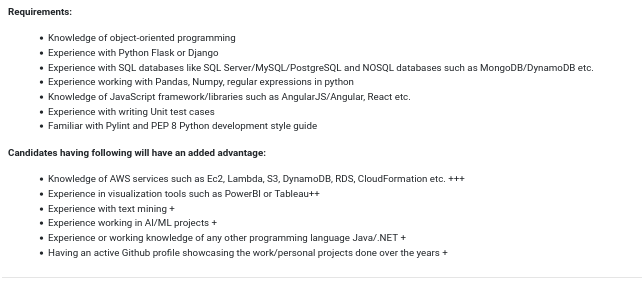 Requirements:
• Knowledge of object-oriented programming
• Experience with Python Flask or Django
• Experience with SQL databases like SQL Server/MySQL/PostgreSQL and NOSQL databases such as MongoDB/DynamoDB etc.
• Experience working with Pandas, Numpy, regular expressions in python
• Knowledge of JavaScript framework/libraries such as AngularJS/Angular, React etc.
• Experience with writing Unit test cases
• Familiar with Pylint and PEP 8 Python development style guide
Candidates having following will have an added advantage:
• Knowledge of AWS services such as Ec2, Lambda, S3, DynamoDB, RDS, CloudFormation etc. +++
• Experience in visualization tools such as PowerBI or Tableau++
• Experience with text mining +
• Experience working in AI/ML projects +
• Experience or working knowledge of any other programming language Java/.NET +
• Having an active Github profile showcasing the work/personal projects done over the years +